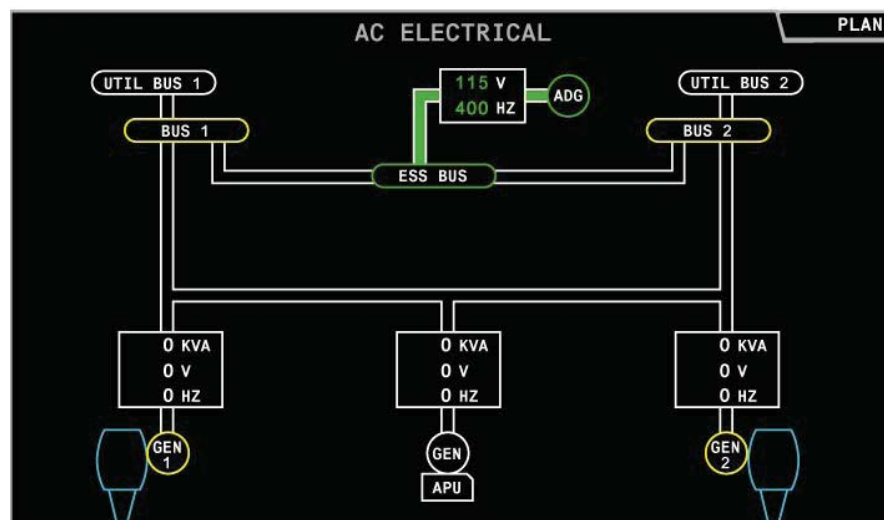 AC ELECTRICAL
PLAN
UTIL BUS 1
115 V
400 HZ
ADG
UTIL BUS 2
BUS 1
BUS 2
ESS BUS
0 KVA
0 V
0 HZ
0 KVA
0 V
0 HZ
0 KVA
0 V
0 HZ
GEN
1
GEN
APU
GEN
2